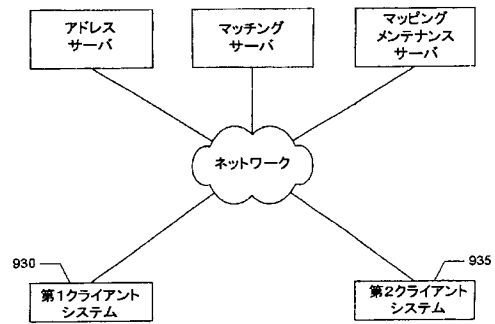 アドレス
サーバ
マッチング
サーバ
マッピング
メンテナンス
サーバ
ネットワーク
930
第1クライアント
システム
935
第2クライアント
システム